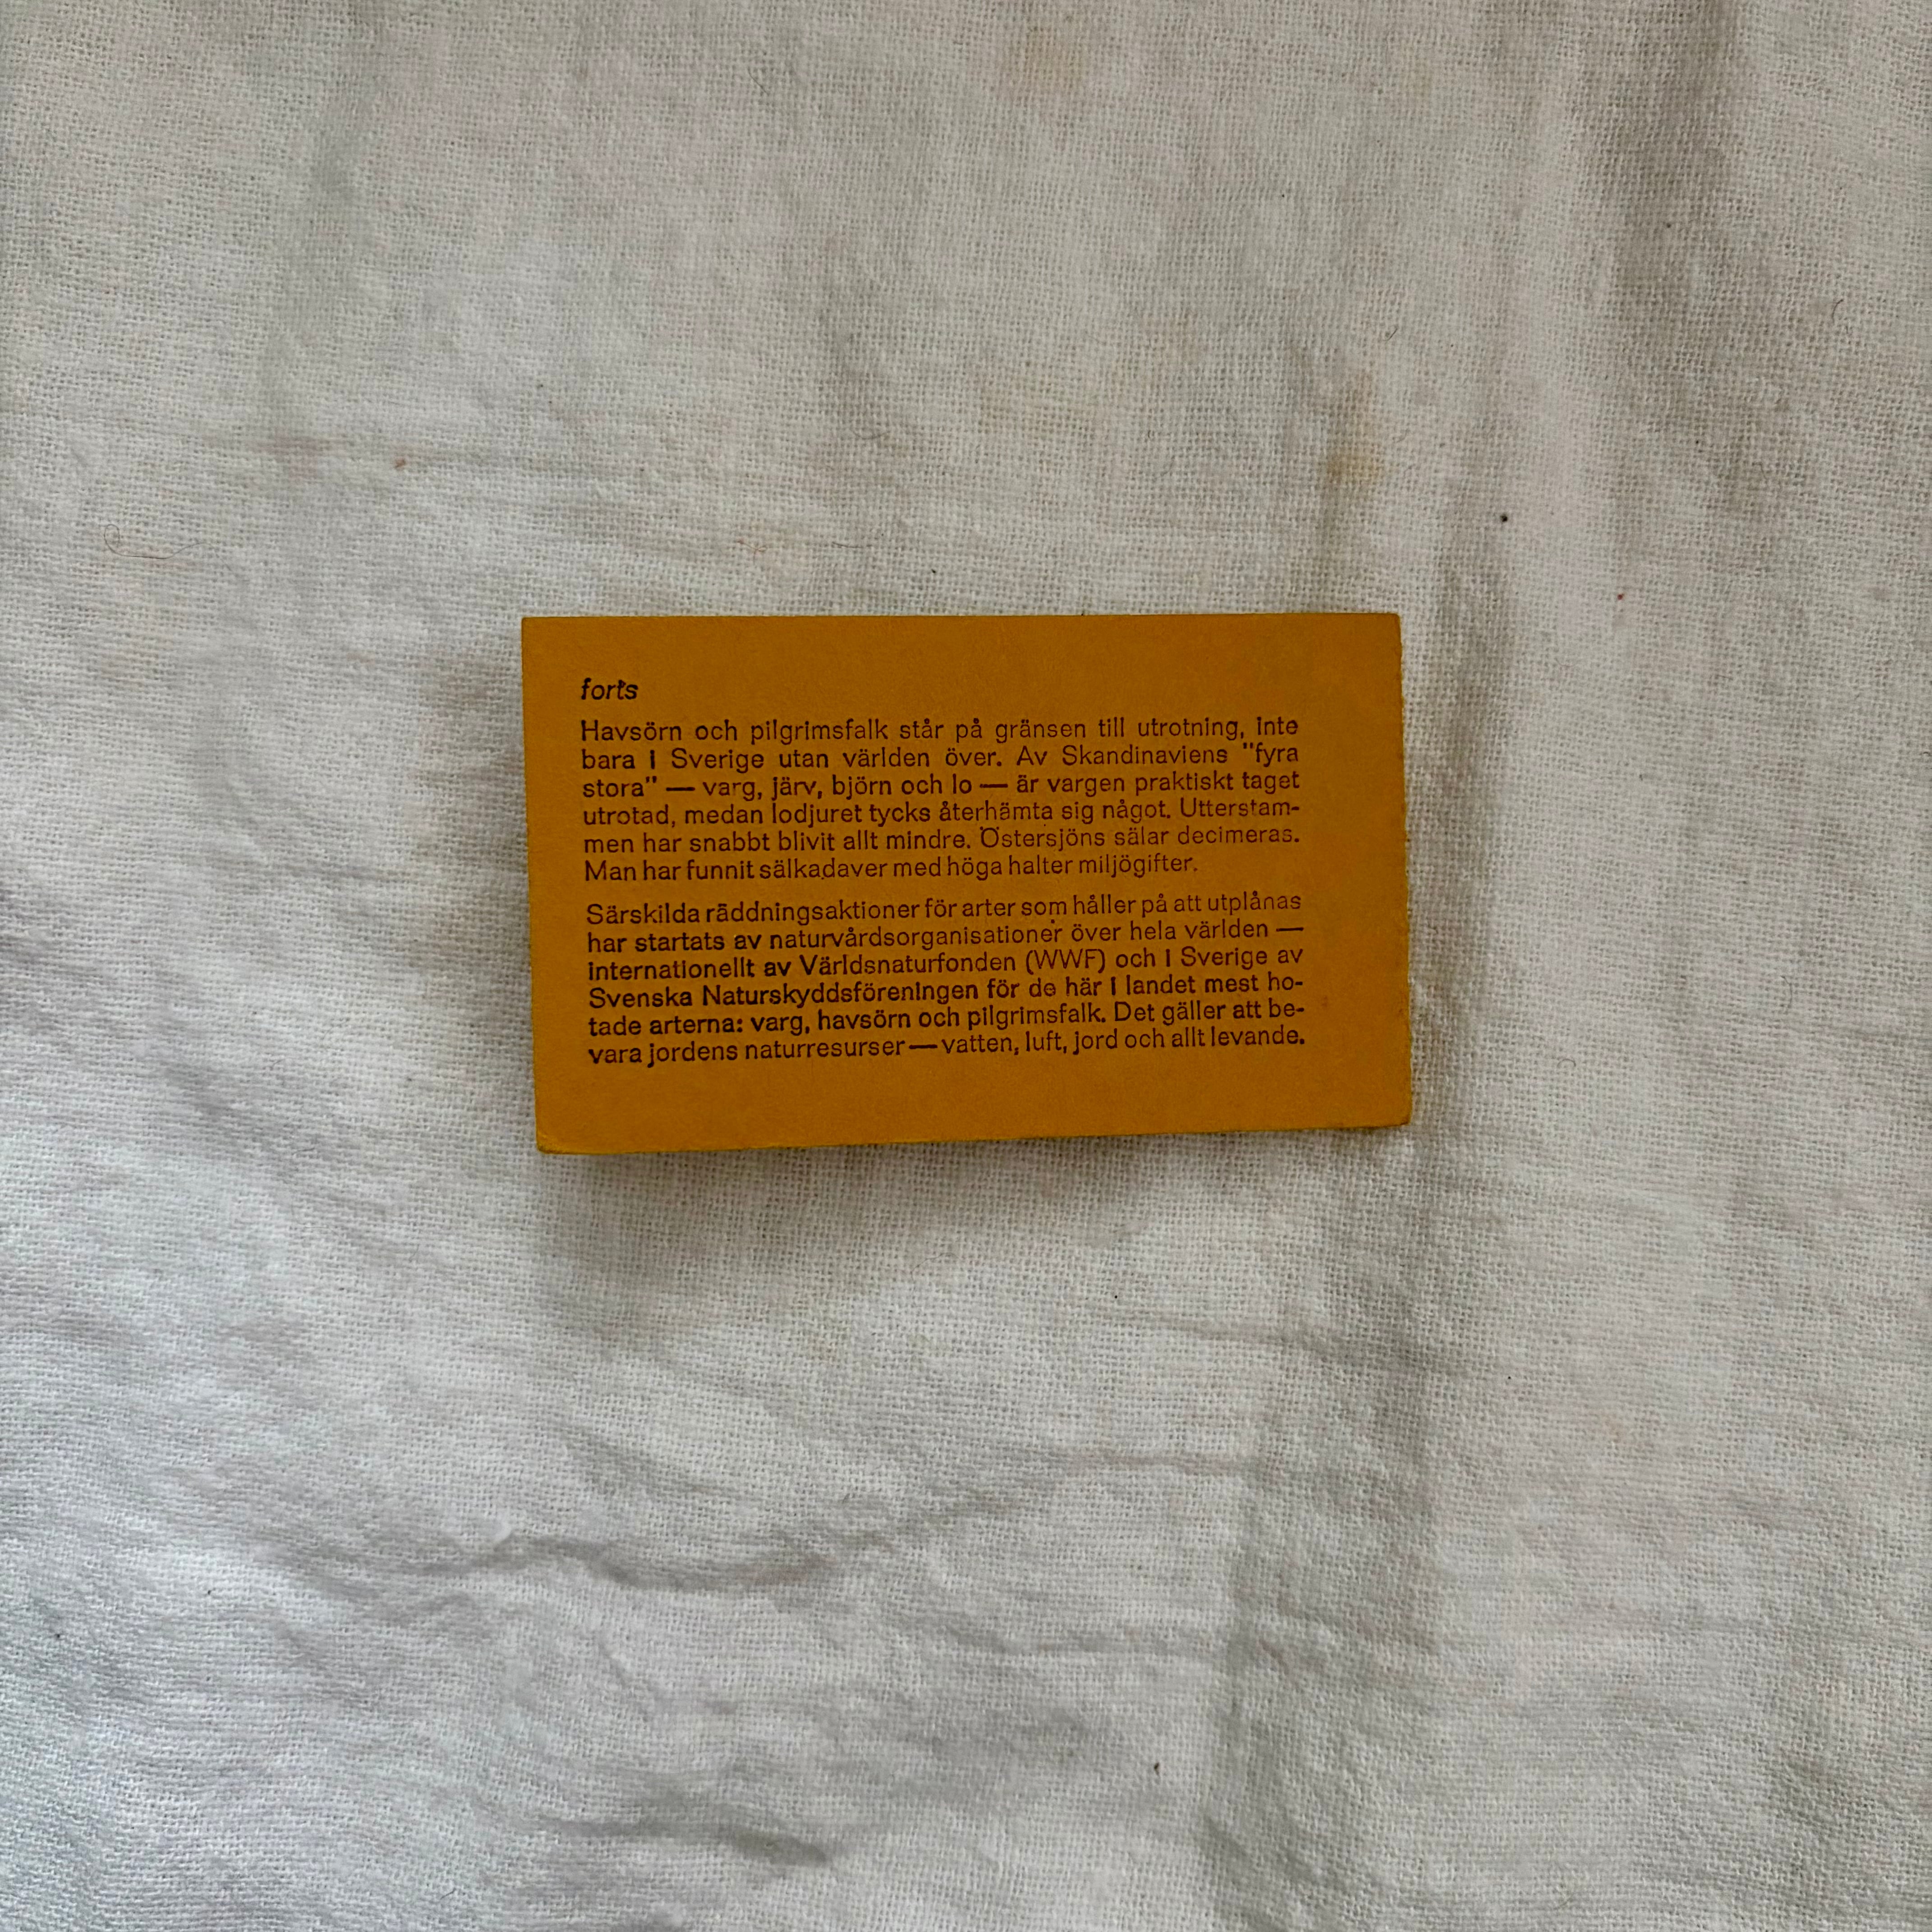 forts
Havsörn och pilgrimsfalk står på gränsen till utrotning, inte
bara i Sverige utan världen över. Av Skandinaviens "fyra
stora" — varg, järv, björn och lo — är vargen praktiskt taget
utrotad, medan lodjuret tycks återhämta sig något. Utterstam-
men har snabbt blivit allt mindre. Östersjöns sälar decimeras.
Man har funnit sälkadaver med höga halter miljögifter.
Särskilda räddningsaktioner för arter som håller på att utplånas
har startats av naturvårdsorganisationer över hela världen —
internationellt av Världsnaturfonden (WWF) och i Sverige av
Svenska Naturskyddsföreningen för de här i landet mest ho-
tade arterna: varg, havsörn och pilgrimsfalk. Det gäller att be-
vara jordens naturresurser — vatten, luft, jord och allt levande.